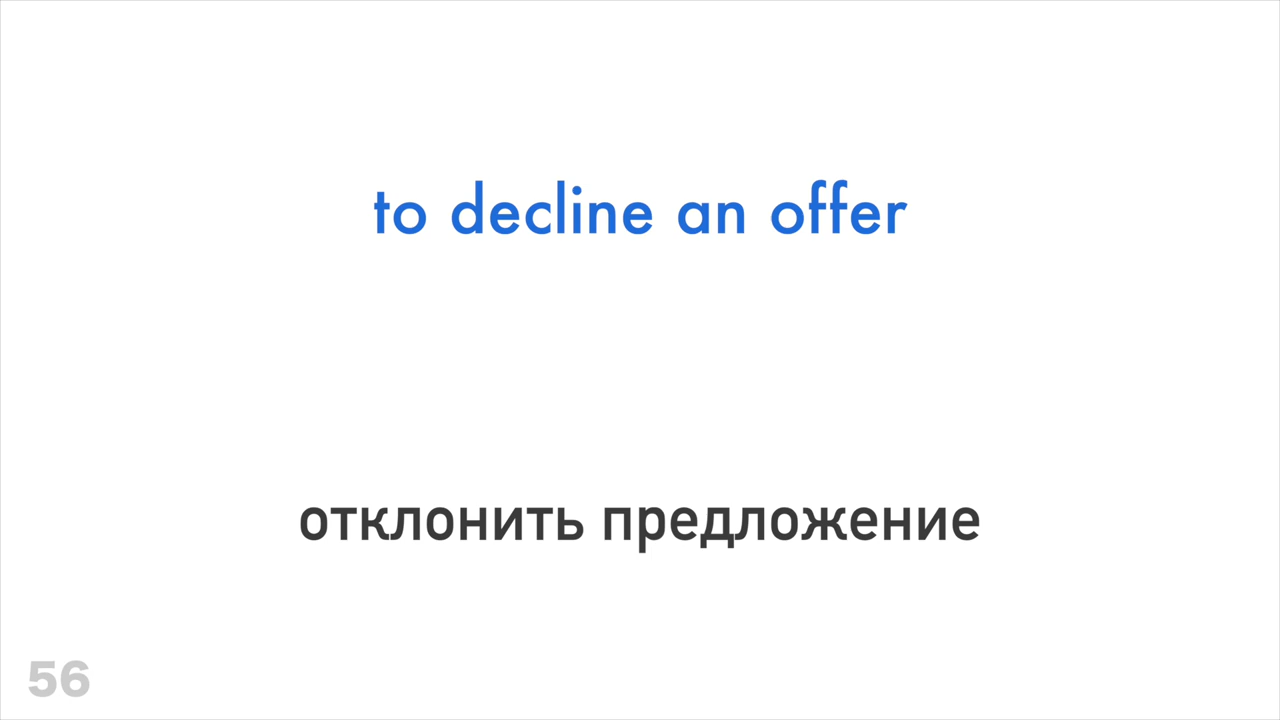 to decline an offer
отклонить предложение
56